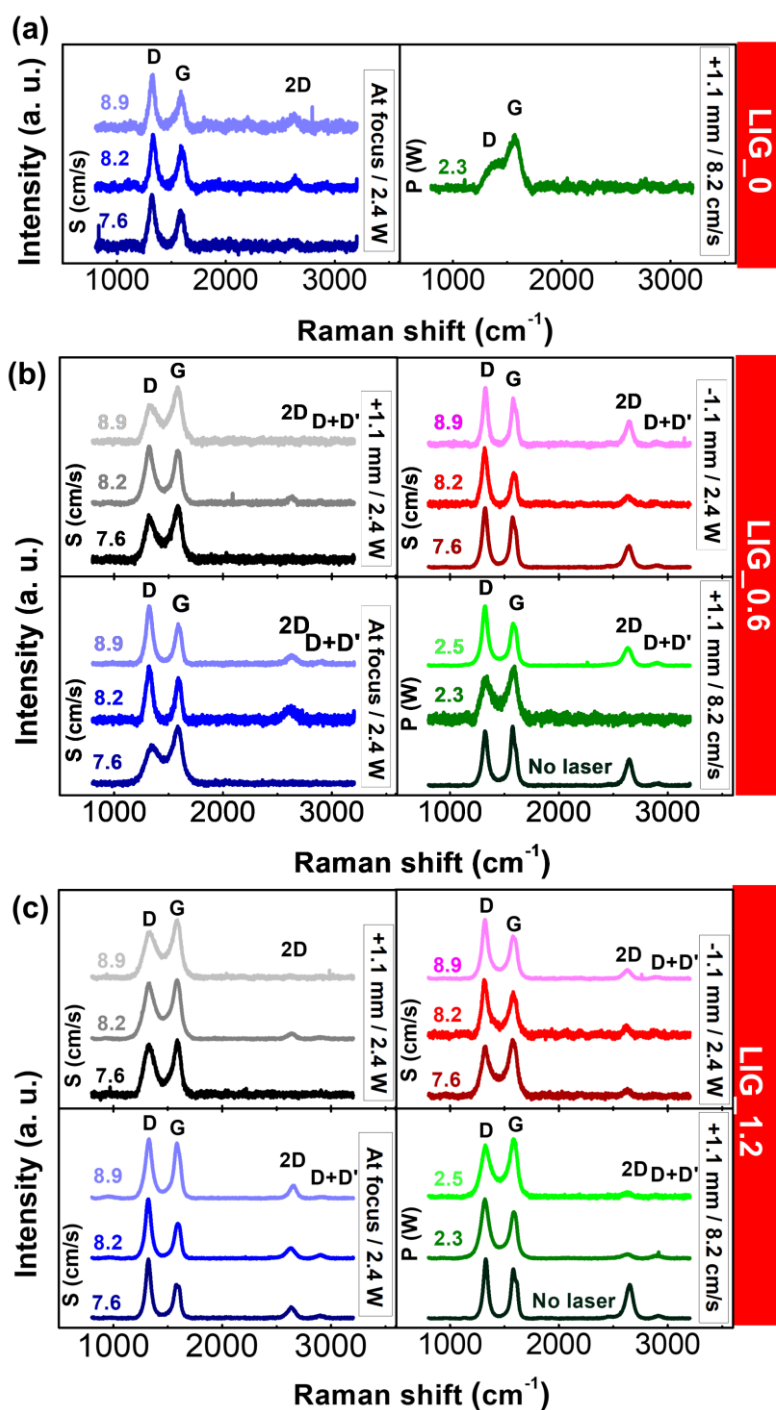 (a)
Intensity (a. u.)
S (cm/s)
D
G
2D
8.9
8.2
7.6
At focus / 2.4 W
P (W)
D
G
2.3
+1.1 mm / 8.2 cm/s
LIG_0
1000 2000 3000 1000 2000 3000
Raman shift (cm⁻¹)
(b)
Intensity (a. u.)
S (cm/s)
D
G
2D D+D'
8.9
8.2
7.6
+1.1 mm / 2.4 W
S (cm/s)
D
G
2D D+D'
8.9
8.2
7.6
-1.1 mm / 2.4 W
S (cm/s)
D
G
2D D+D'
8.9
8.2
7.6
At focus / 2.4 W
P (W)
D
G
2D D+D'
2.5
2.3
No laser
+1.1 mm / 8.2 cm/s
LIG_0.6
1000 2000 3000 1000 2000 3000
Raman shift (cm⁻¹)
(c)
Intensity (a. u.)
S (cm/s)
D
G
2D
8.9
8.2
7.6
+1.1 mm / 2.4 W
S (cm/s)
D
G
2D D+D'
8.9
8.2
7.6
-1.1 mm / 2.4 W
S (cm/s)
D
G
2D D+D'
8.9
8.2
7.6
At focus / 2.4 W
P (W)
D
G
2D D+D'
2.5
2.3
No laser
+1.1 mm / 8.2 cm/s
LIG_1.2
1000 2000 3000 1000 2000 3000
Raman shift (cm⁻¹)